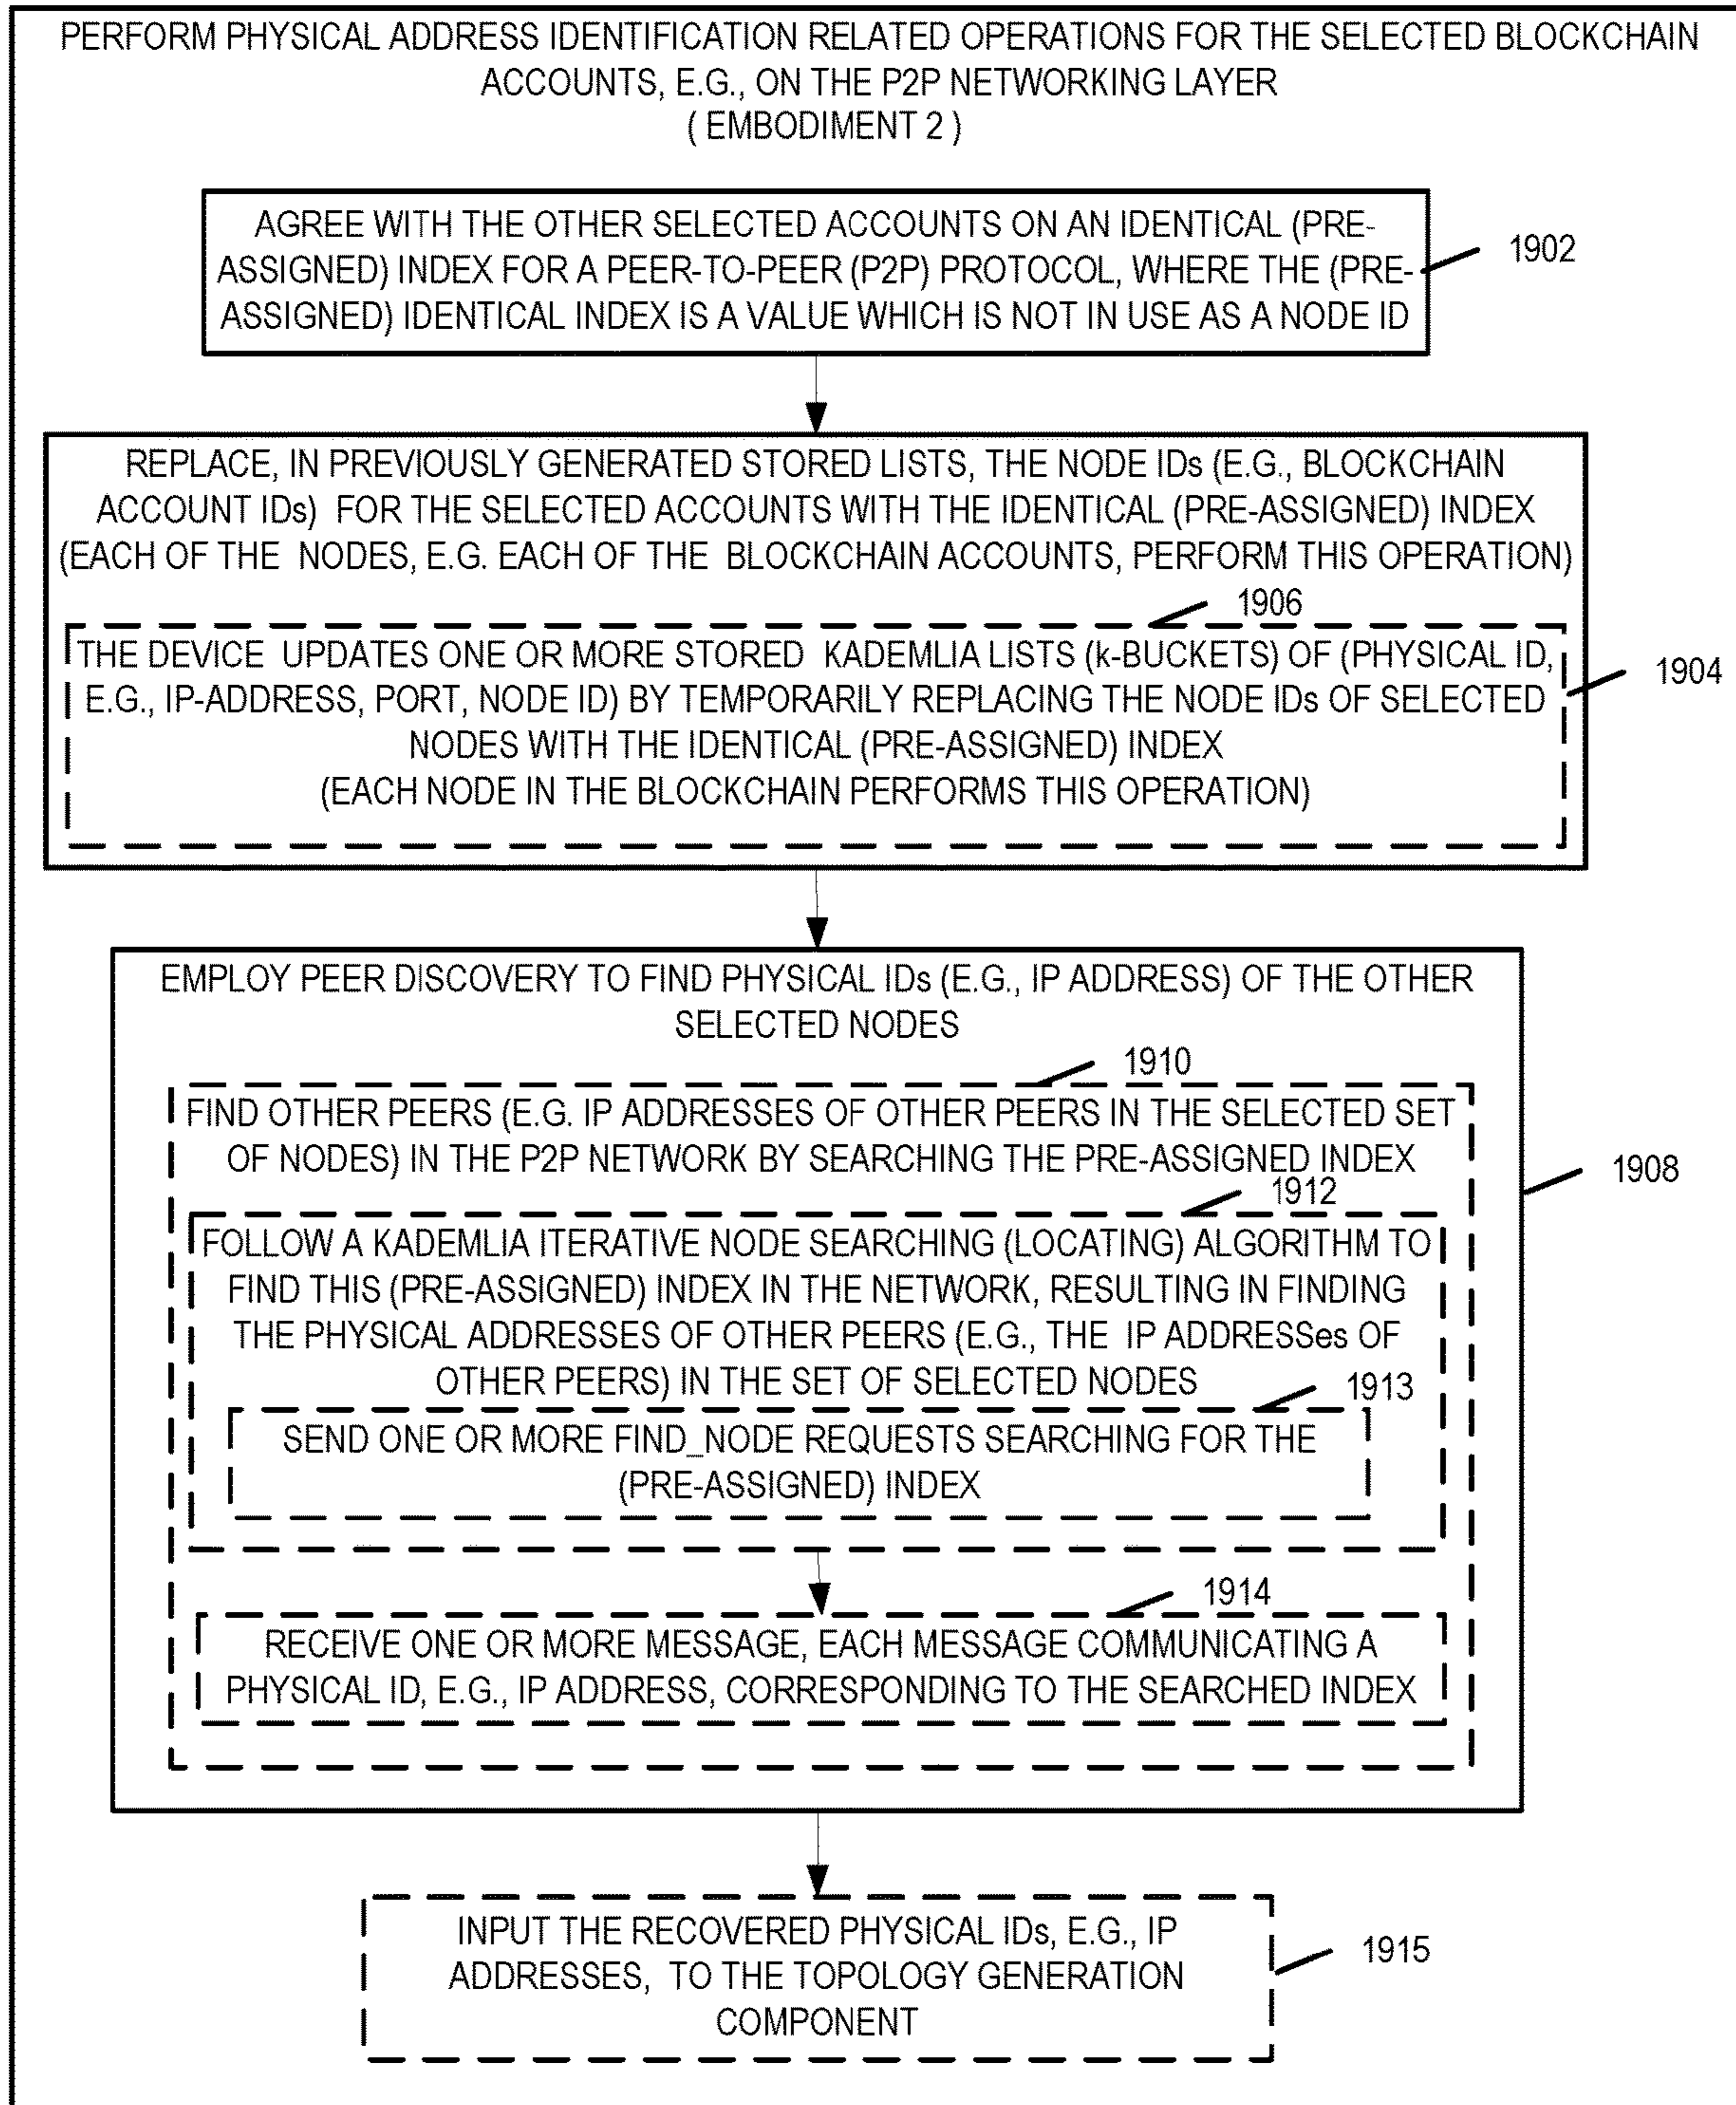 PERFORM PHYSICAL ADDRESS IDENTIFICATION RELATED OPERATIONS FOR THE SELECTED BLOCKCHAIN
ACCOUNTS, E.G., ON THE P2P NETWORKING LAYER
( EMBODIMENT 2 )
AGREE WITH THE OTHER SELECTED ACCOUNTS ON AN IDENTICAL (PRE-
ASSIGNED) INDEX FOR A PEER-TO-PEER (P2P) PROTOCOL, WHERE THE (PRE-
ASSIGNED) IDENTICAL INDEX IS A VALUE WHICH IS NOT IN USE AS A NODE ID
1902
REPLACE, IN PREVIOUSLY GENERATED STORED LISTS, THE NODE IDs (E.G., BLOCKCHAIN
ACCOUNT IDs) FOR THE SELECTED ACCOUNTS WITH THE IDENTICAL (PRE-ASSIGNED) INDEX
(EACH OF THE NODES, E.G. EACH OF THE BLOCKCHAIN ACCOUNTS, PERFORM THIS OPERATION)
1906
THE DEVICE UPDATES ONE OR MORE STORED KADEMLIA LISTS (k-BUCKETS) OF (PHYSICAL ID,
E.G., IP-ADDRESS, PORT, NODE ID) BY TEMPORARILY REPLACING THE NODE IDs OF SELECTED
NODES WITH THE IDENTICAL (PRE-ASSIGNED) INDEX
(EACH NODE IN THE BLOCKCHAIN PERFORMS THIS OPERATION)
1904
EMPLOY PEER DISCOVERY TO FIND PHYSICAL IDs (E.G., IP ADDRESS) OF THE OTHER
SELECTED NODES
1910
FIND OTHER PEERS (E.G. IP ADDRESSES OF OTHER PEERS IN THE SELECTED SET
OF NODES) IN THE P2P NETWORK BY SEARCHING THE PRE-ASSIGNED INDEX
1908
1912
FOLLOW A KADEMLIA ITERATIVE NODE SEARCHING (LOCATING) ALGORITHM TO
FIND THIS (PRE-ASSIGNED) INDEX IN THE NETWORK, RESULTING IN FINDING
THE PHYSICAL ADDRESSES OF OTHER PEERS (E.G., THE IP ADDRESSes OF
OTHER PEERS) IN THE SET OF SELECTED NODES
1913
SEND ONE OR MORE FIND_NODE REQUESTS SEARCHING FOR THE
(PRE-ASSIGNED) INDEX
1914
RECEIVE ONE OR MORE MESSAGE, EACH MESSAGE COMMUNICATING A
PHYSICAL ID, E.G., IP ADDRESS, CORRESPONDING TO THE SEARCHED INDEX
INPUT THE RECOVERED PHYSICAL IDs, E.G., IP
ADDRESSES, TO THE TOPOLOGY GENERATION
COMPONENT
1915